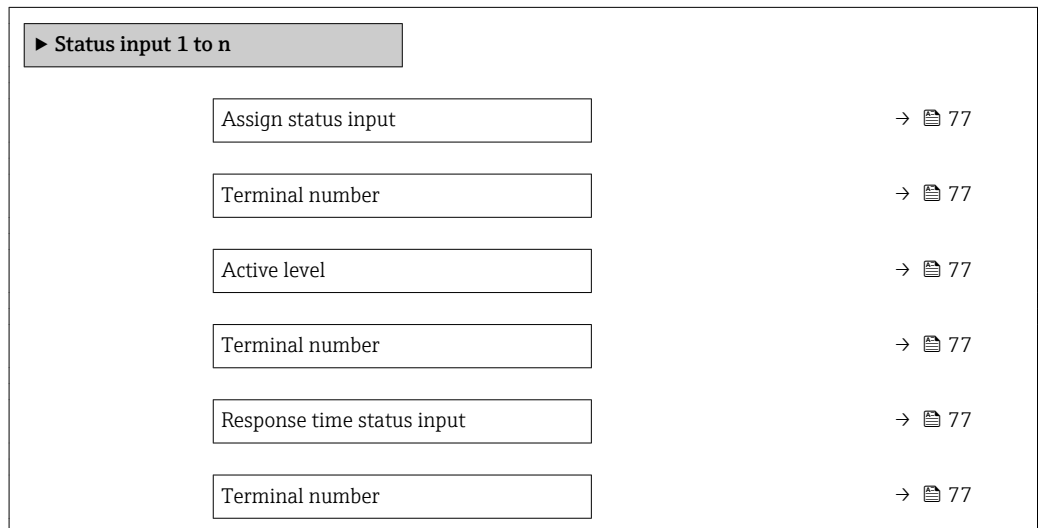 ► Status input 1 to n
Assign status input → 77
Terminal number → 77
Active level → 77
Terminal number → 77
Response time status input → 77
Terminal number → 77